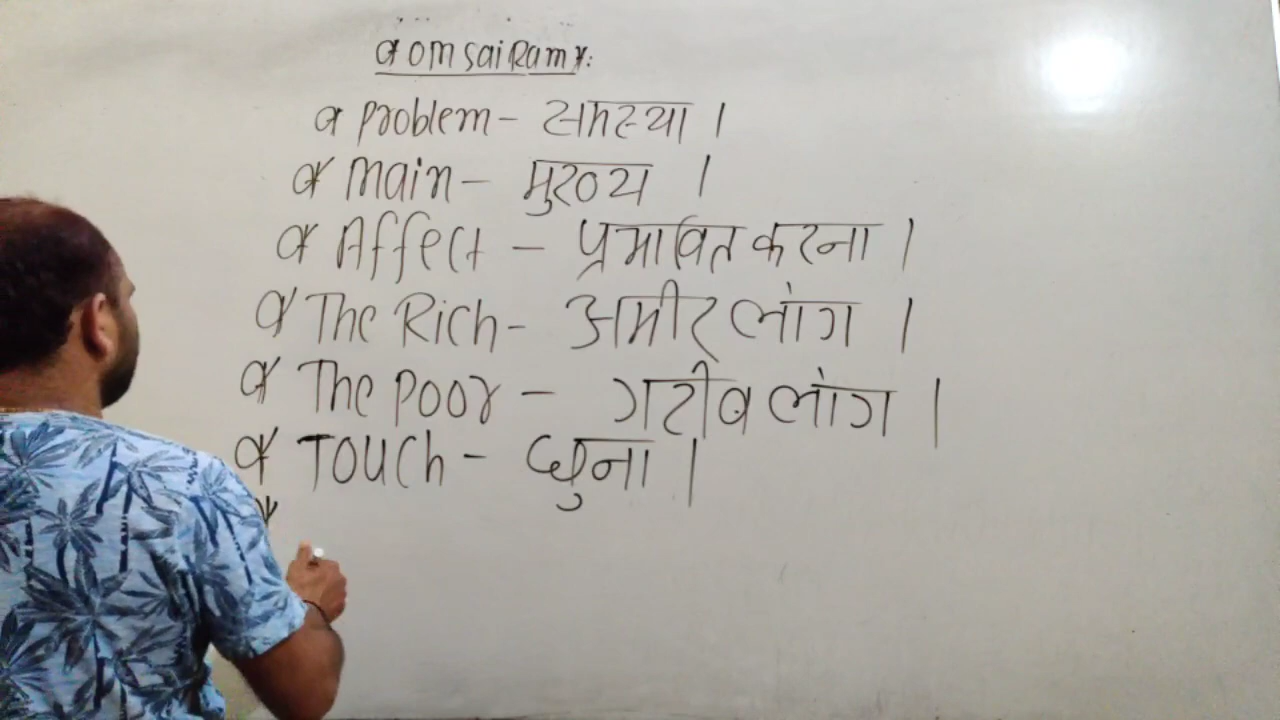 * OM Sai Ram *:
* Problem - समस्या ।
* Main - मुख्य ।
* Affect - प्रभावित करना ।
* The Rich - अमीर लोग ।
* The Poor - गरीब लोग ।
* Touch - छुना ।
*